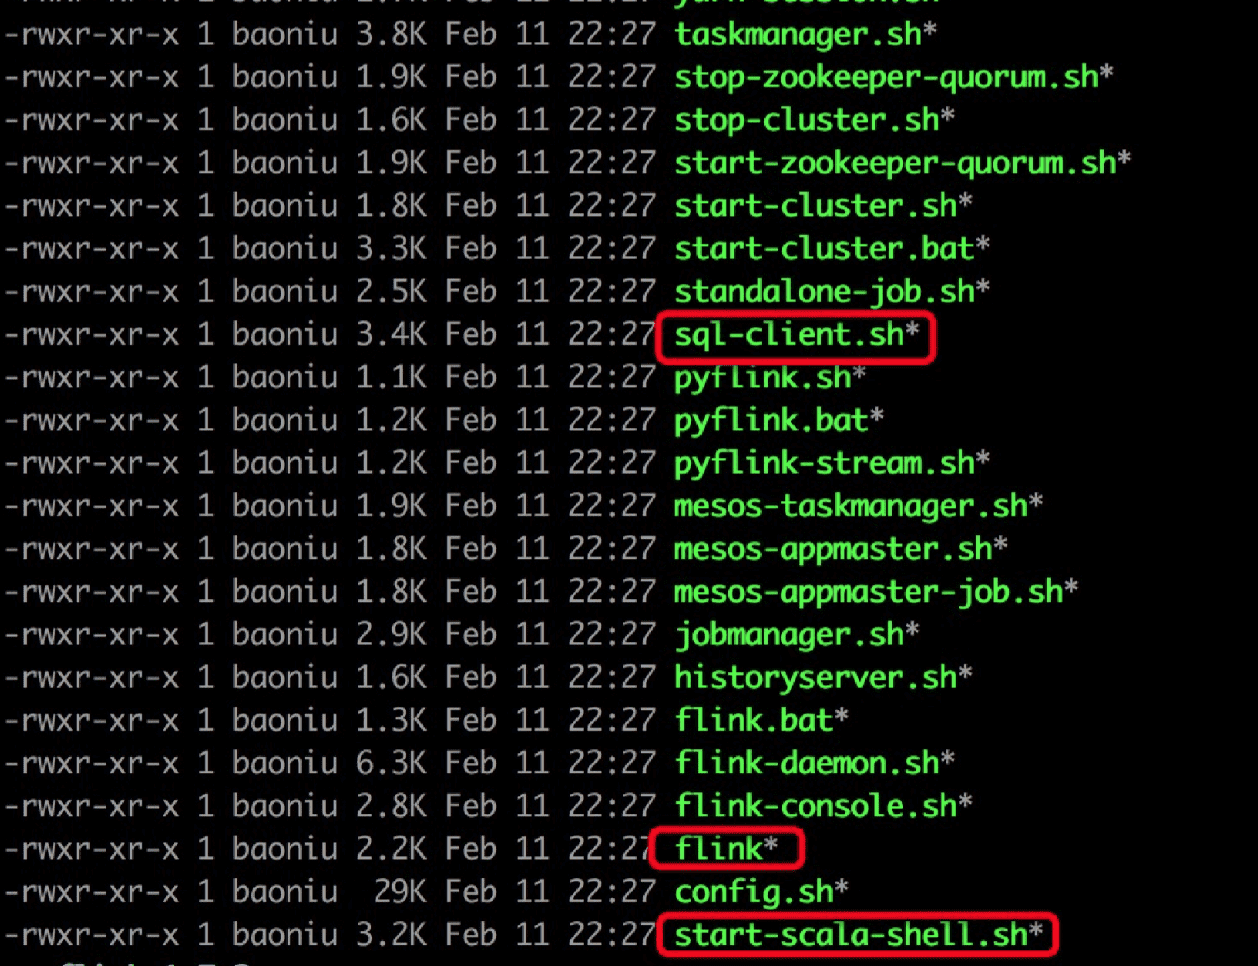 -rwxr-xr-x 1 baoniu 3.8K Feb 11 22:27 taskmanager.sh*
-rwxr-xr-x 1 baoniu 1.9K Feb 11 22:27 stop-zookeeper-quorum.sh*
-rwxr-xr-x 1 baoniu 1.6K Feb 11 22:27 stop-cluster.sh*
-rwxr-xr-x 1 baoniu 1.9K Feb 11 22:27 start-zookeeper-quorum.sh*
-rwxr-xr-x 1 baoniu 1.8K Feb 11 22:27 start-cluster.sh*
-rwxr-xr-x 1 baoniu 3.3K Feb 11 22:27 start-cluster.bat*
-rwxr-xr-x 1 baoniu 2.5K Feb 11 22:27 standalone-job.sh*
-rwxr-xr-x 1 baoniu 3.4K Feb 11 22:27 sql-client.sh*
-rwxr-xr-x 1 baoniu 1.1K Feb 11 22:27 pyflink.sh*
-rwxr-xr-x 1 baoniu 1.2K Feb 11 22:27 pyflink.bat*
-rwxr-xr-x 1 baoniu 1.2K Feb 11 22:27 pyflink-stream.sh*
-rwxr-xr-x 1 baoniu 1.9K Feb 11 22:27 mesos-taskmanager.sh*
-rwxr-xr-x 1 baoniu 1.8K Feb 11 22:27 mesos-appmaster.sh*
-rwxr-xr-x 1 baoniu 1.8K Feb 11 22:27 mesos-appmaster-job.sh*
-rwxr-xr-x 1 baoniu 2.9K Feb 11 22:27 jobmanager.sh*
-rwxr-xr-x 1 baoniu 1.6K Feb 11 22:27 historyserver.sh*
-rwxr-xr-x 1 baoniu 1.3K Feb 11 22:27 flink.bat*
-rwxr-xr-x 1 baoniu 6.3K Feb 11 22:27 flink-daemon.sh*
-rwxr-xr-x 1 baoniu 2.8K Feb 11 22:27 flink-console.sh*
-rwxr-xr-x 1 baoniu 2.2K Feb 11 22:27 flink*
-rwxr-xr-x 1 baoniu  29K Feb 11 22:27 config.sh*
-rwxr-xr-x 1 baoniu 3.2K Feb 11 22:27 start-scala-shell.sh*